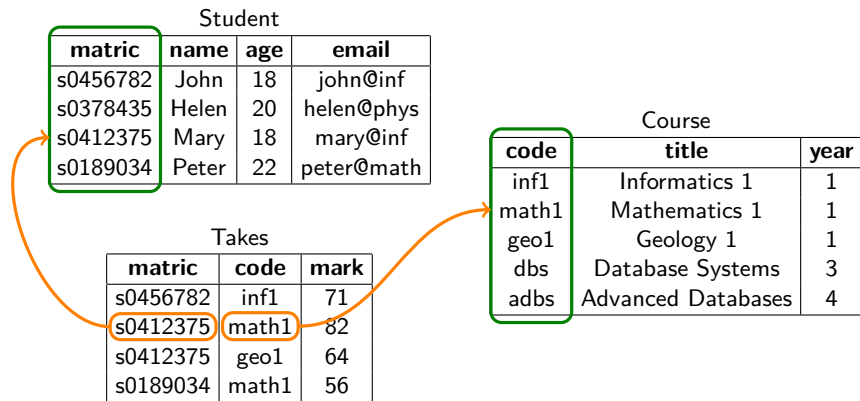 Student
matric name age email
s0456782 John 18 john@inf
s0378435 Helen 20 helen@phys
s0412375 Mary 18 mary@inf
s0189034 Peter 22 peter@math
Course
code title year
inf1 Informatics 1 1
math1 Mathematics 1 1
geo1 Geology 1 1
dbs Database Systems 3
adbs Advanced Databases 4
Takes
matric code mark
s0456782 inf1 71
s0412375 math1 82
s0412375 geo1 64
s0189034 math1 56